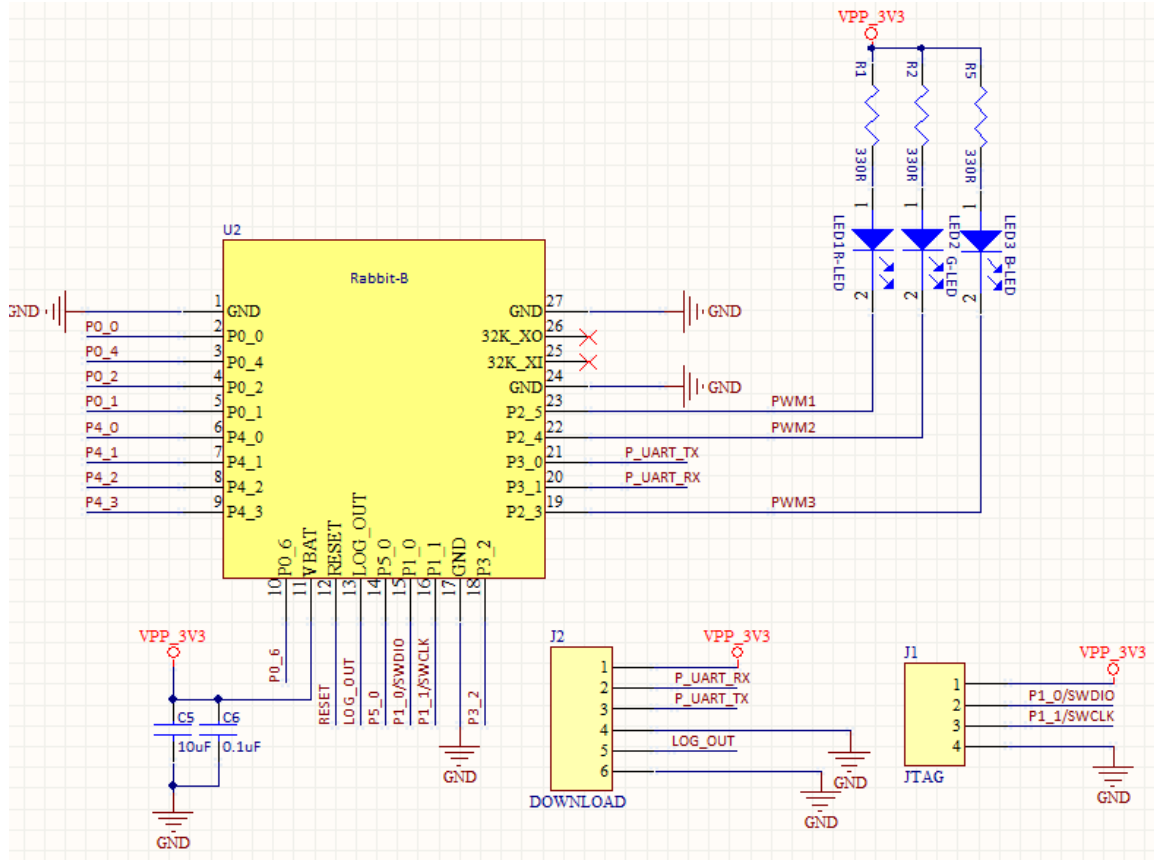 VPP_3V3
R1
R2
R5
330R
330R
330R
1
1
1
LED1 R-LED
LED2 G-LED
LED3 B-LED
2
2
2
U2
Rabbit-B
GND
1
GND
P0_0
2
P0_0
P0_4
3
P0_4
P0_2
4
P0_2
P0_1
5
P0_1
P4_0
6
P4_0
P4_1
7
P4_1
P4_2
8
P4_2
P4_3
9
P4_3
GND
27
GND
32K_XO
26
32K_XI
25
GND
24
GND
P2_5
23
PWM1
P2_4
22
PWM2
P3_0
21
P_UART_TX
P3_1
20
P_UART_RX
P2_3
19
PWM3
P0_6
VBAT
RESET
LOG_OUT
P5_0
P1_0
P1_1
GND
P3_2
10
11
12
13
14
15
16
17
18
P0_6
RESET
LOG_OUT
P5_0
P1_0/SWDIO
P1_1/SWCLK
P3_2
GND
VPP_3V3
C5
C6
10uF
0.1uF
GND
J2
VPP_3V3
1
2
P_UART_RX
3
P_UART_TX
4
5
LOG_OUT
6
GND
GND
DOWNLOAD
J1
VPP_3V3
1
2
P1_0/SWDIO
3
P1_1/SWCLK
4
JTAG
GND